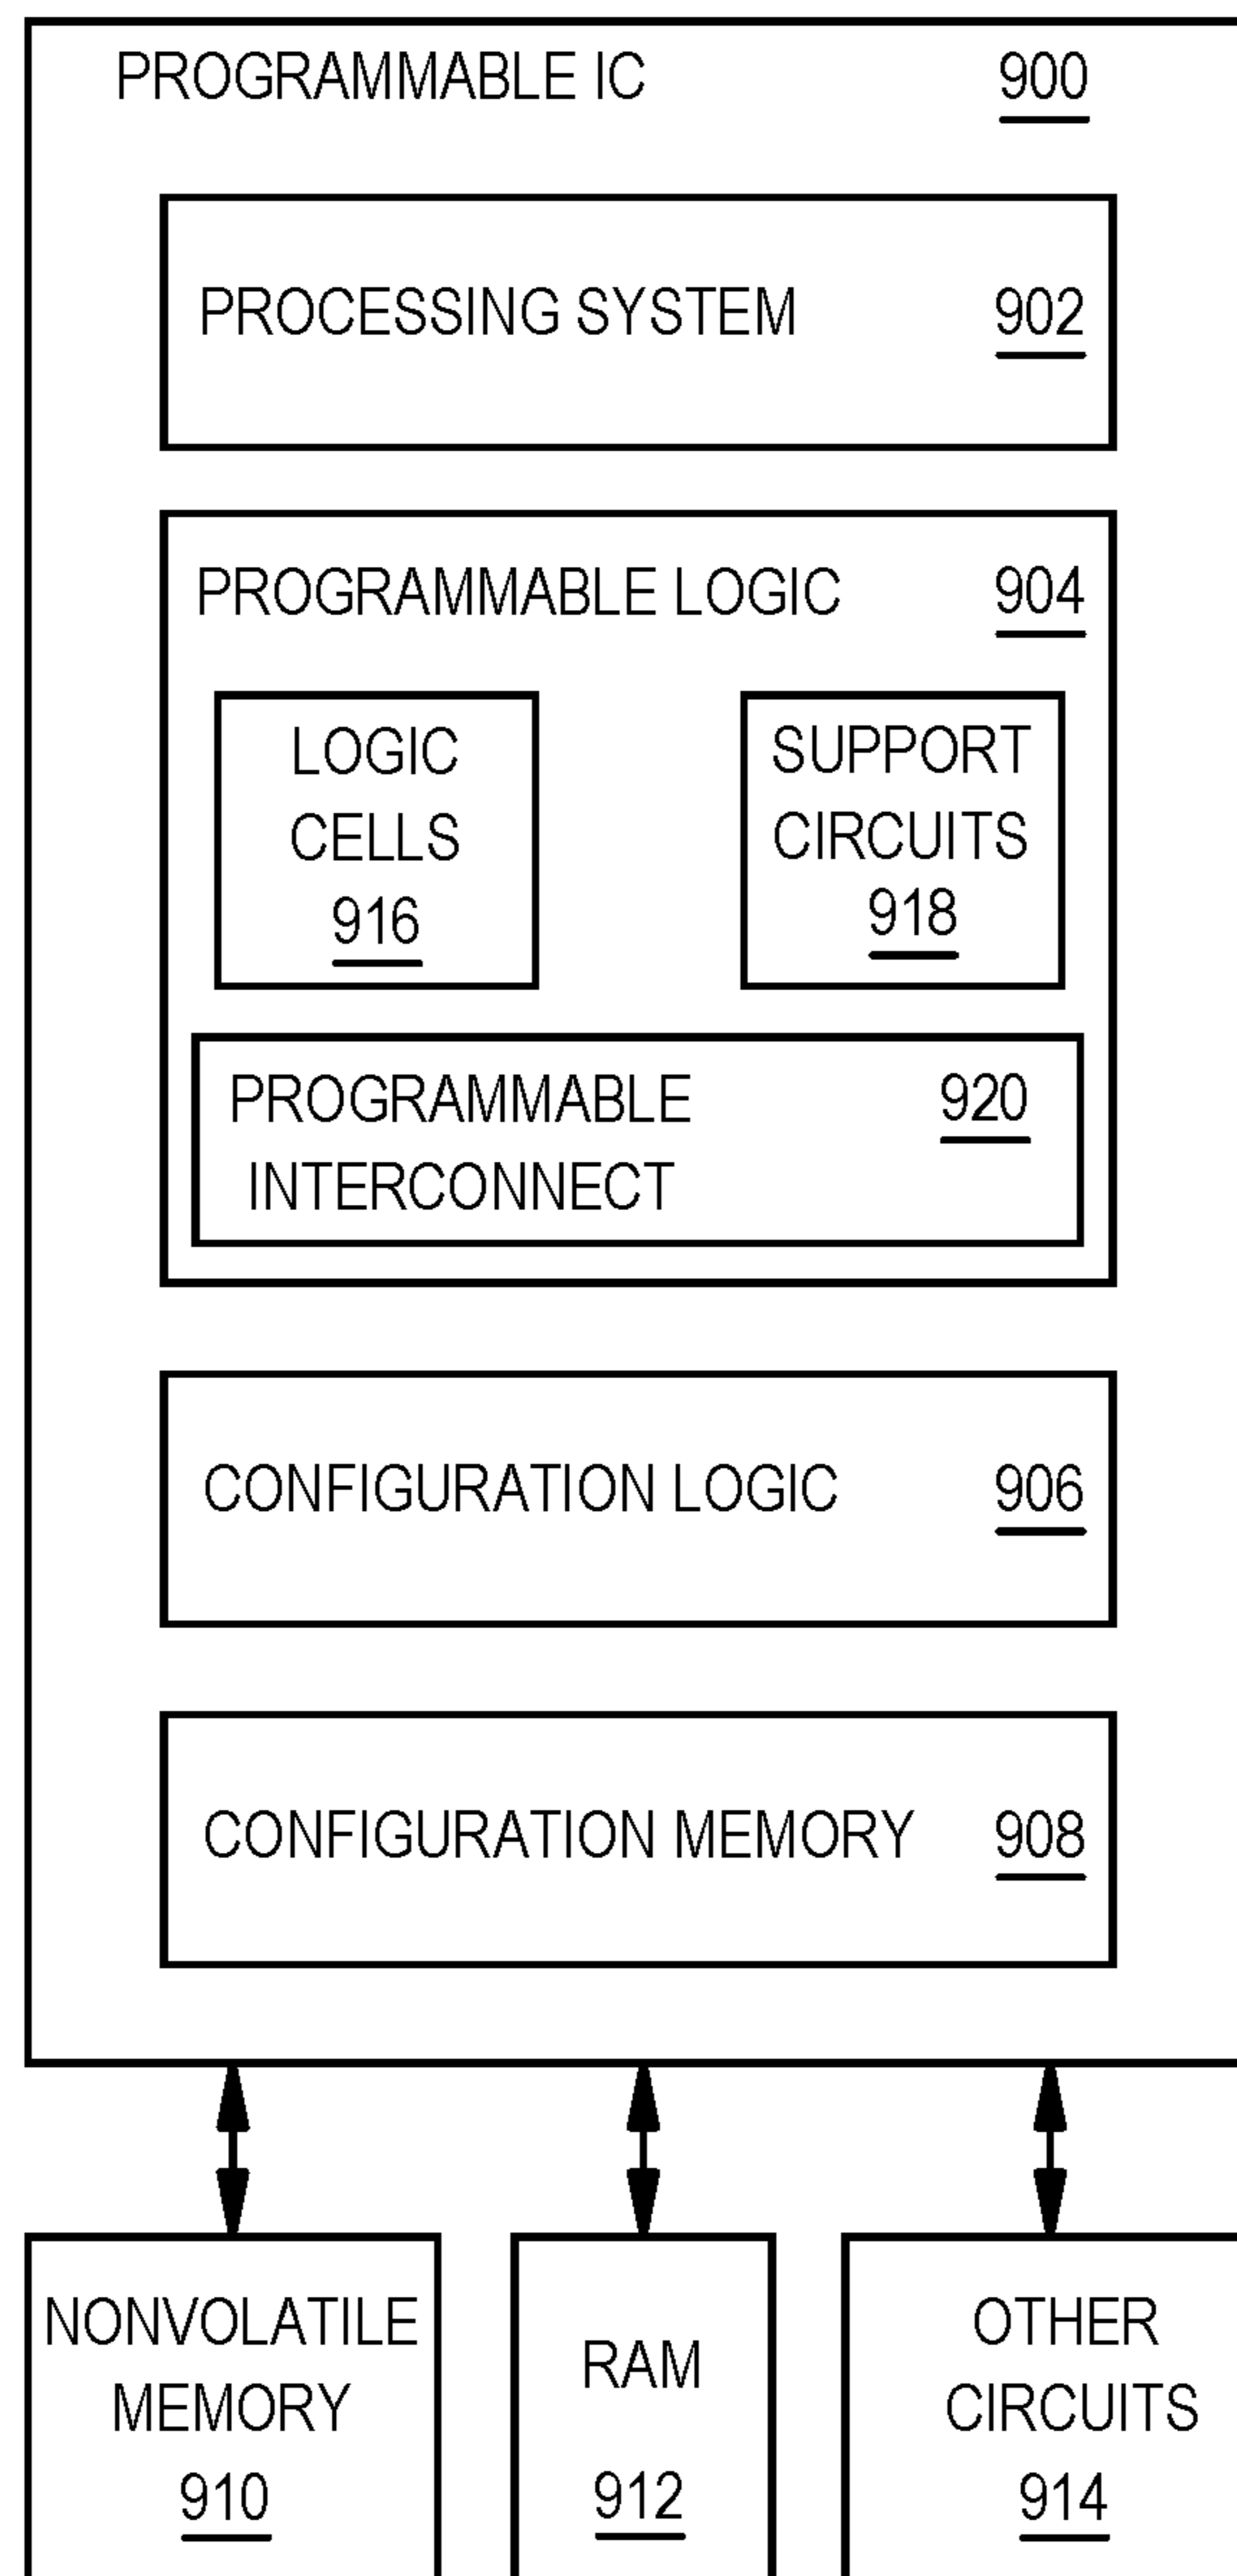 PROGRAMMABLE IC 900
PROCESSING SYSTEM 902
PROGRAMMABLE LOGIC 904
LOGIC
CELLS
916
SUPPORT
CIRCUITS
918
PROGRAMMABLE 920
INTERCONNECT
CONFIGURATION LOGIC 906
CONFIGURATION MEMORY 908
NONVOLATILE
MEMORY
910
RAM
912
OTHER
CIRCUITS
914